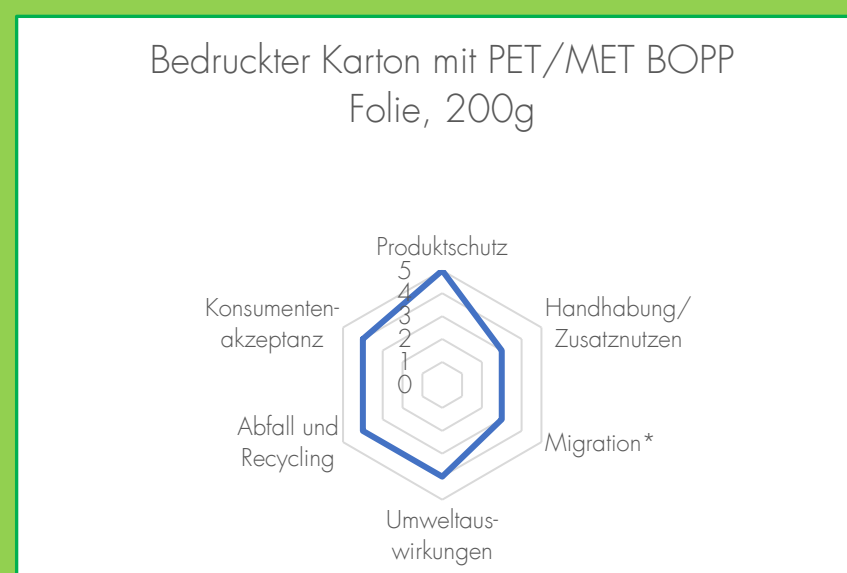 Bedruckter Karton mit PET/MET BOPP
Folie, 200g
Produktschutz
5
4
3
2
1
0
Handhabung/
Zusatznutzen
Migration*
Umweltaus-
wirkungen
Abfall und
Recycling
Konsumenten-
akzeptanz